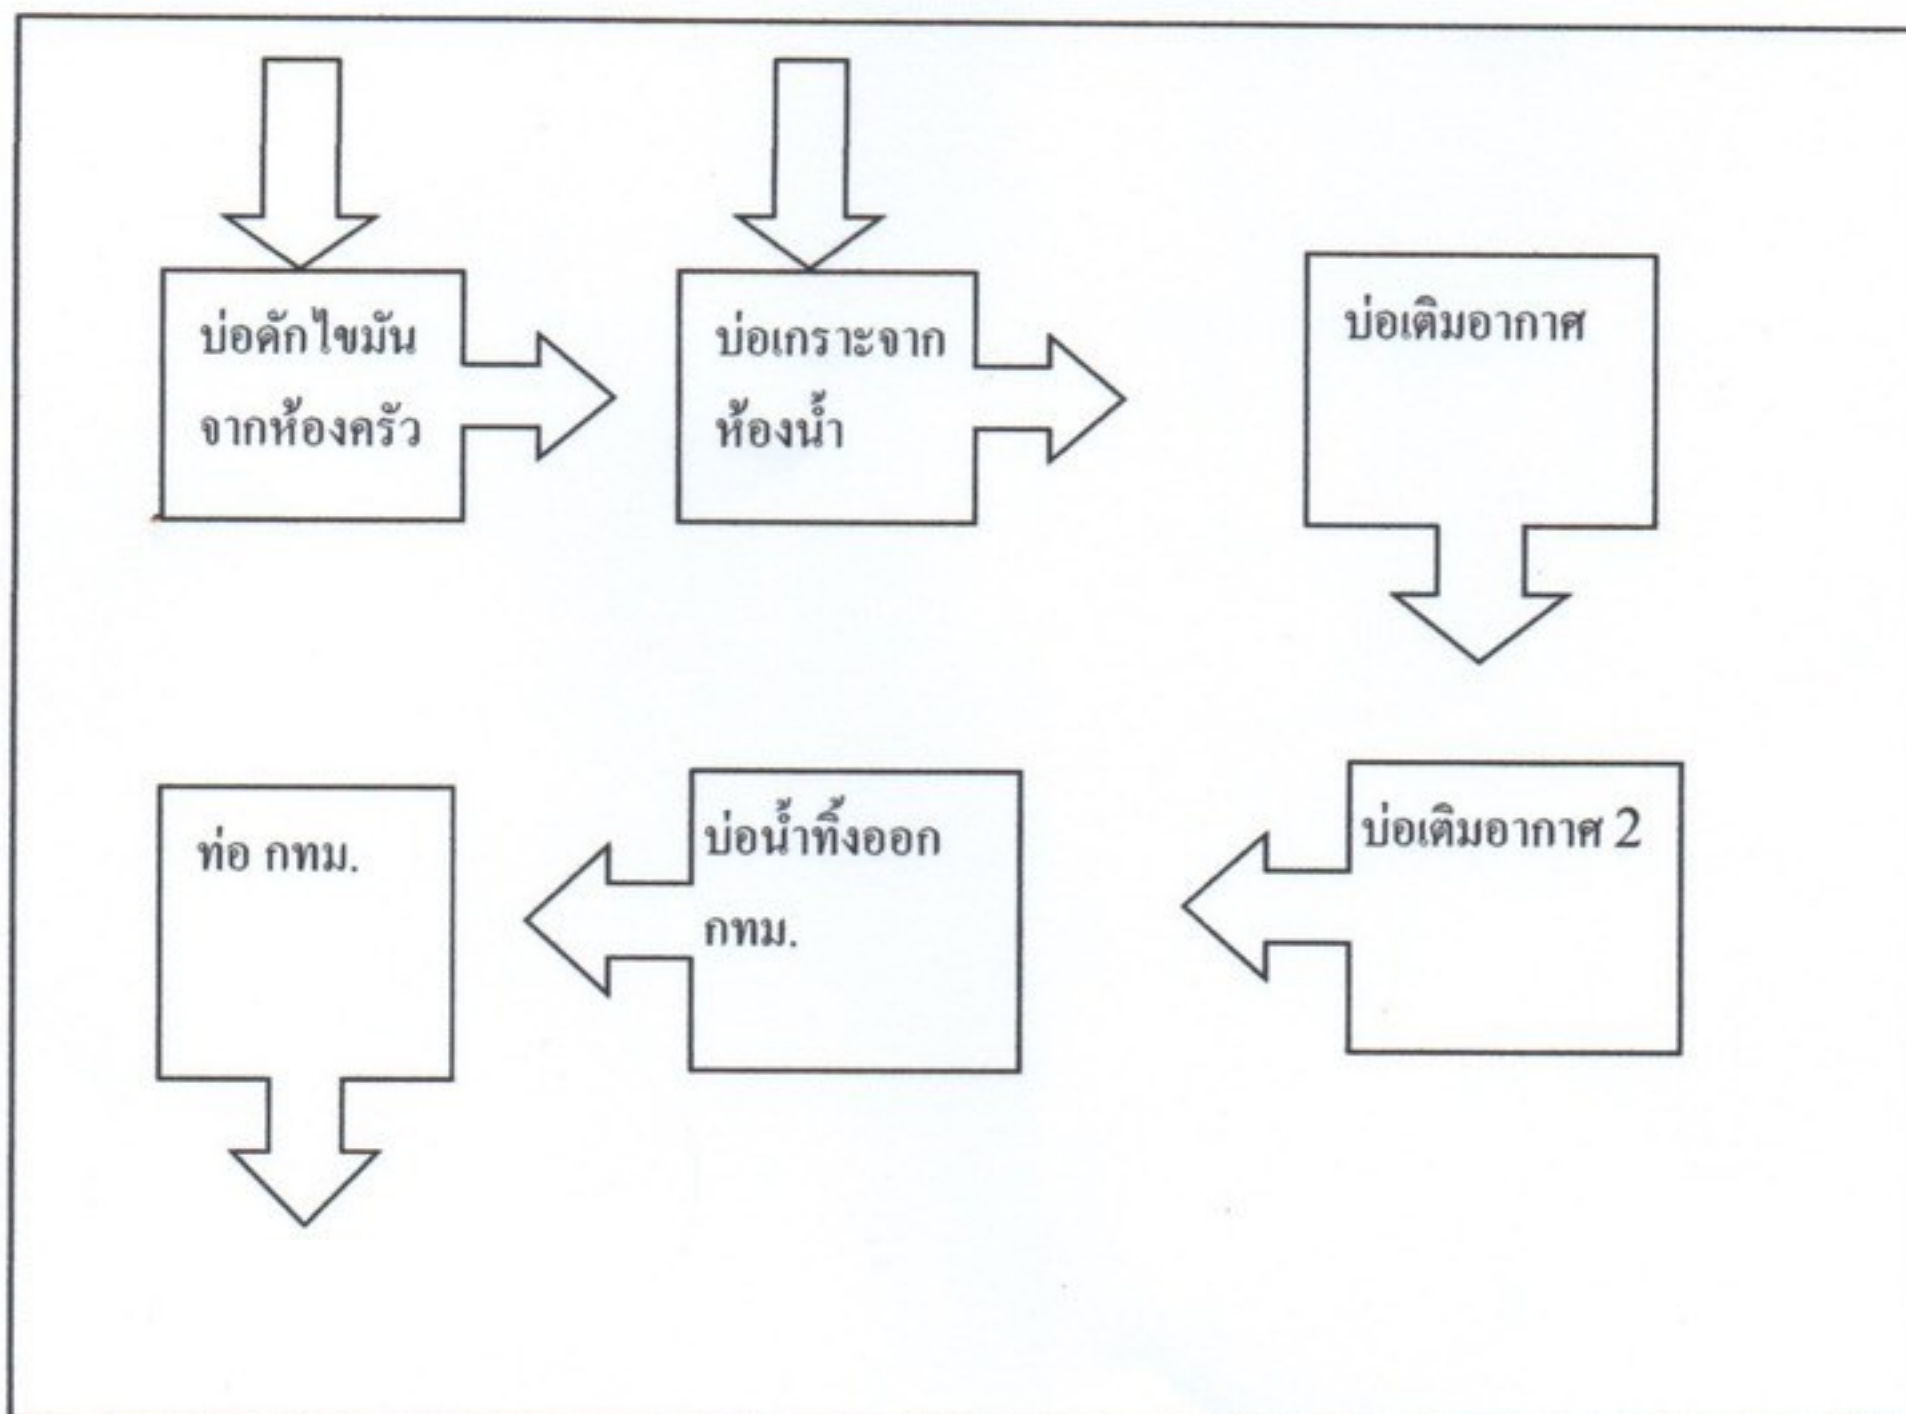 บ่อดักไขมัน
จากห้องครัว
บ่อเกราะจาก
ห้องน้ำ
บ่อเติมอากาศ
ท่อ กทม.
บ่อน้ำทิ้งออก
กทม.
บ่อเติมอากาศ 2